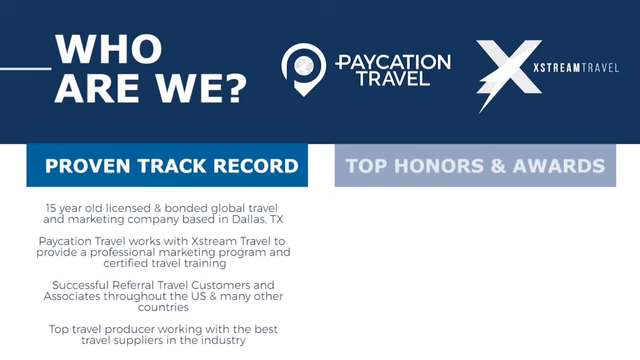 WHO
ARE WE?
PAYCATION
TRAVEL
XSTREAMTRAVEL
PROVEN TRACK RECORD
TOP HONORS & AWARDS
15 year old licensed & bonded global travel
and marketing company based in Dallas, TX
Paycation Travel works with Xstream Travel to
provide a professional marketing program and
certified travel training
Successful Referral Travel Customers and
Associates throughout the US & many other
countries
Top travel producer working with the best
travel suppliers in the industry